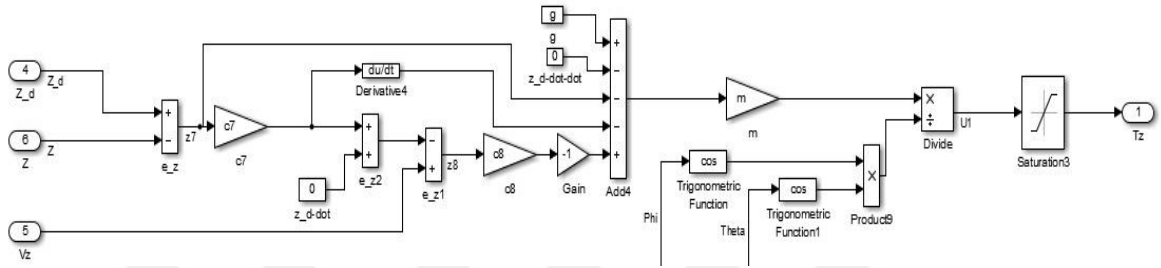 g
g
+
0
−
z_d-dot-dot
4
Z_d
Z_d
du/dt
Derivative4
−
−
+
m
m
×
÷
Divide
U1
Saturation3
1
Tz
6
Z
Z
+
−
e_z
z7
c7
c7
+
+
e_z2
−
+
e_z1
z8
c8
c8
-1
Gain
Add4
cos
Trigonometric
Function
cos
Trigonometric
Function1
×
Product9
0
z_d-dot
Phi
Theta
5
Vz